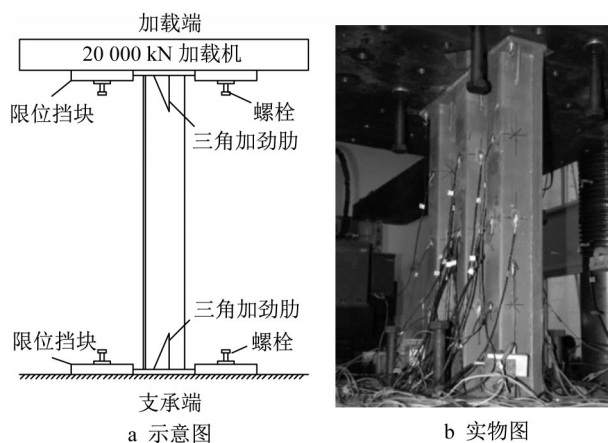 加载端
20 000 kN 加载机
限位挡块
螺栓
三角加劲肋
三角加劲肋
限位挡块
螺栓
支承端
a 示意图
b 实物图